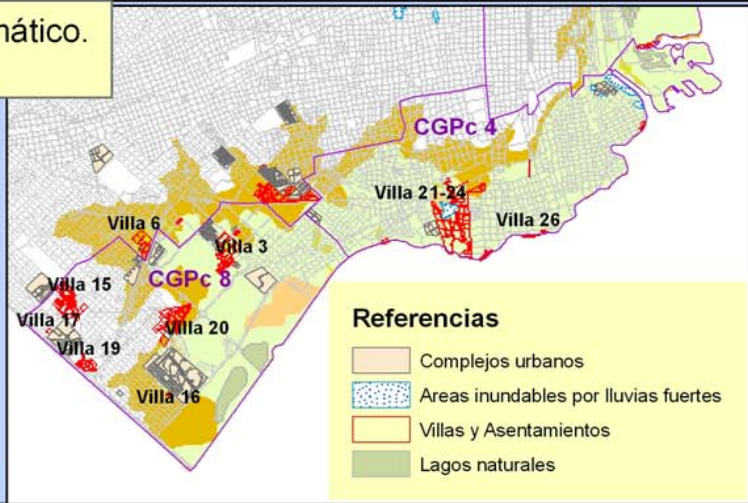 mático.
CGPc 4
Villa 21-24
Villa 26
Villa 6
Villa 3
CGPc 8
Villa 15
Villa 17
Villa 20
Villa 19
Villa 16
Referencias
Complejos urbanos
Areas inundables por lluvias fuertes
Villas y Asentamientos
Lagos naturales